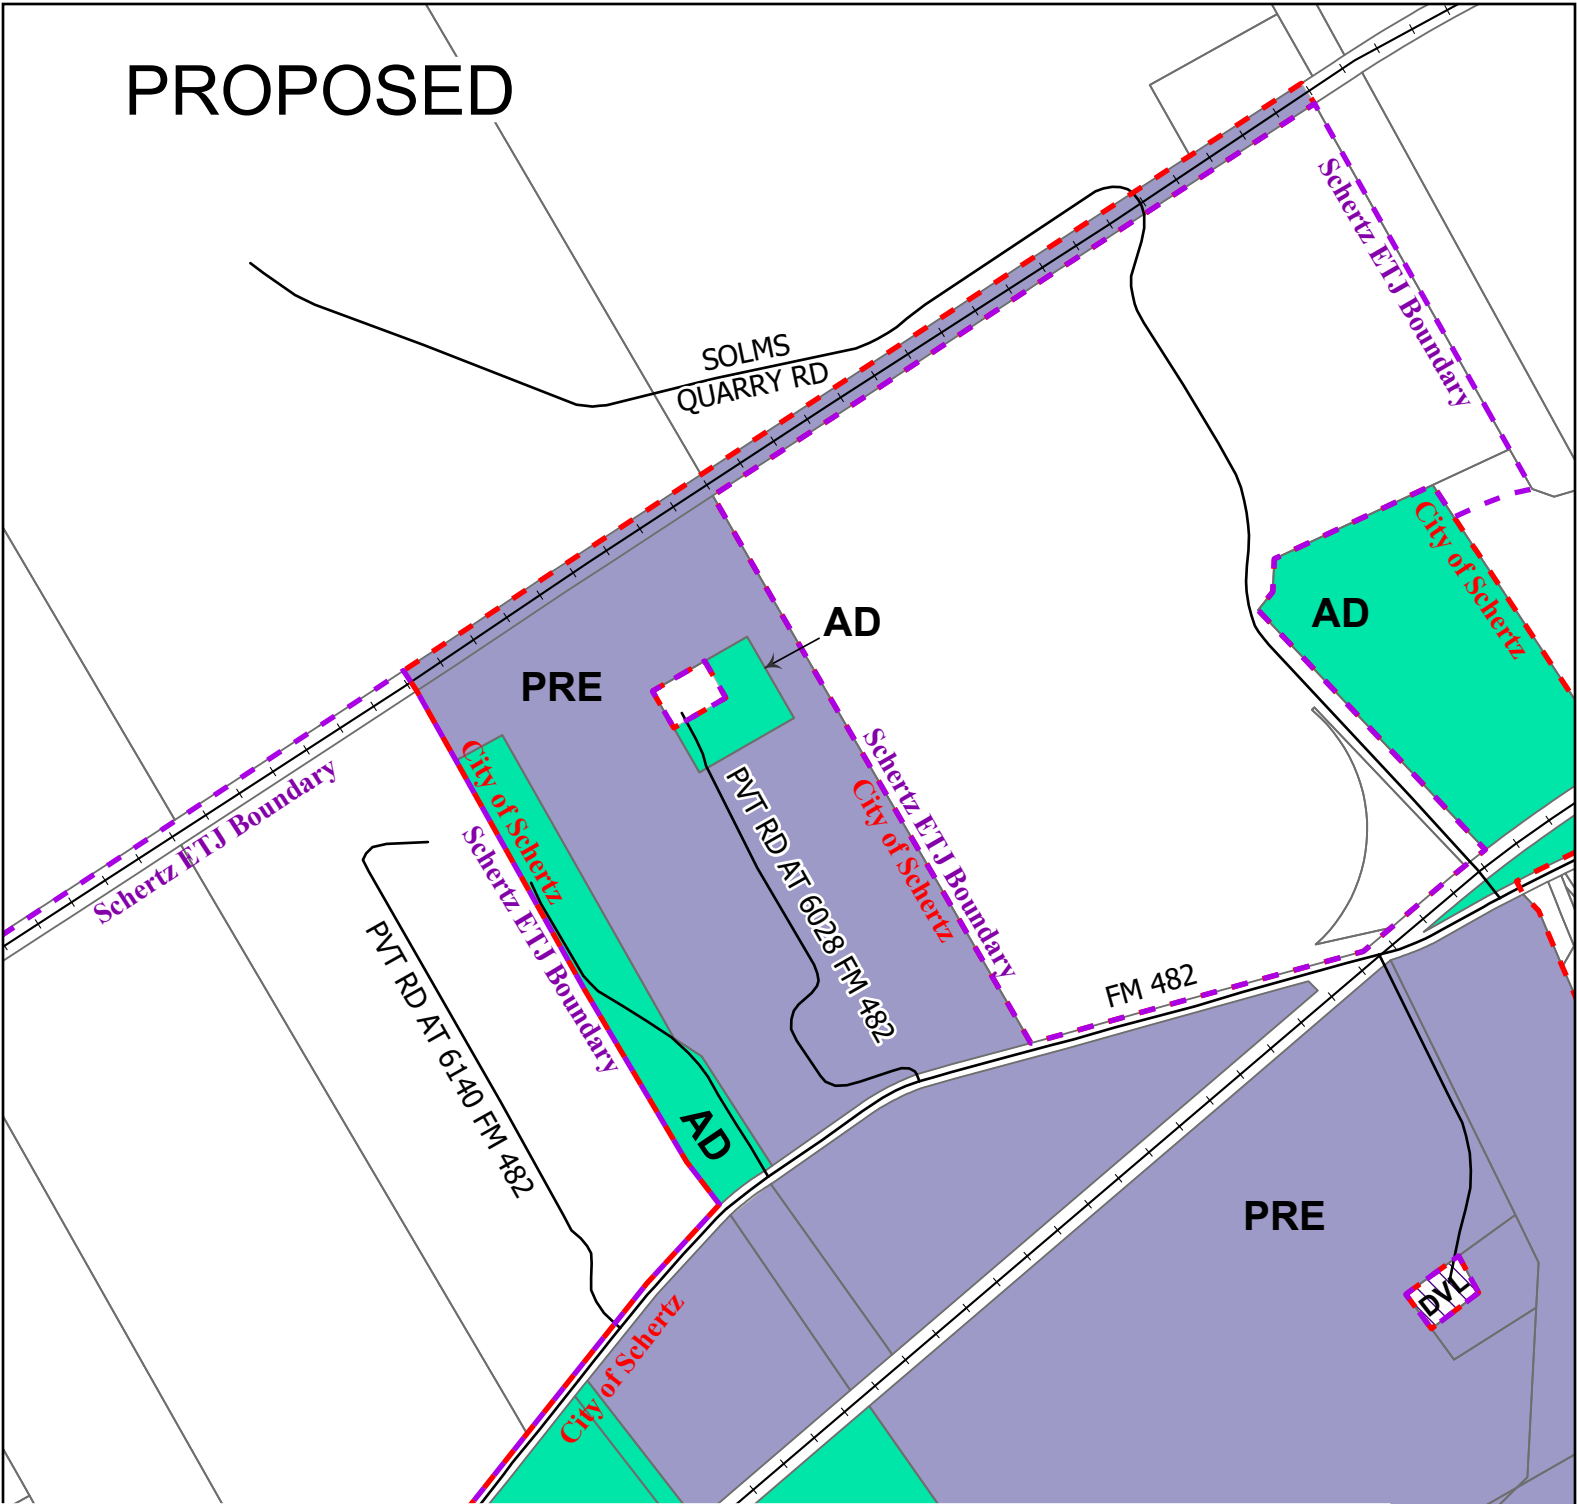 PROPOSED
Schertz ETJ Boundary
SOLMS
QUARRY RD
City of Schertz
AD
AD
PRE
Schertz ETJ Boundary
City of Schertz
Schertz ETJ Boundary
City of Schertz
Schertz ETJ Boundary
PVT RD AT 6028 FM 482
PVT RD AT 6140 FM 482
FM 482
AD
PRE
DVL
City of Schertz